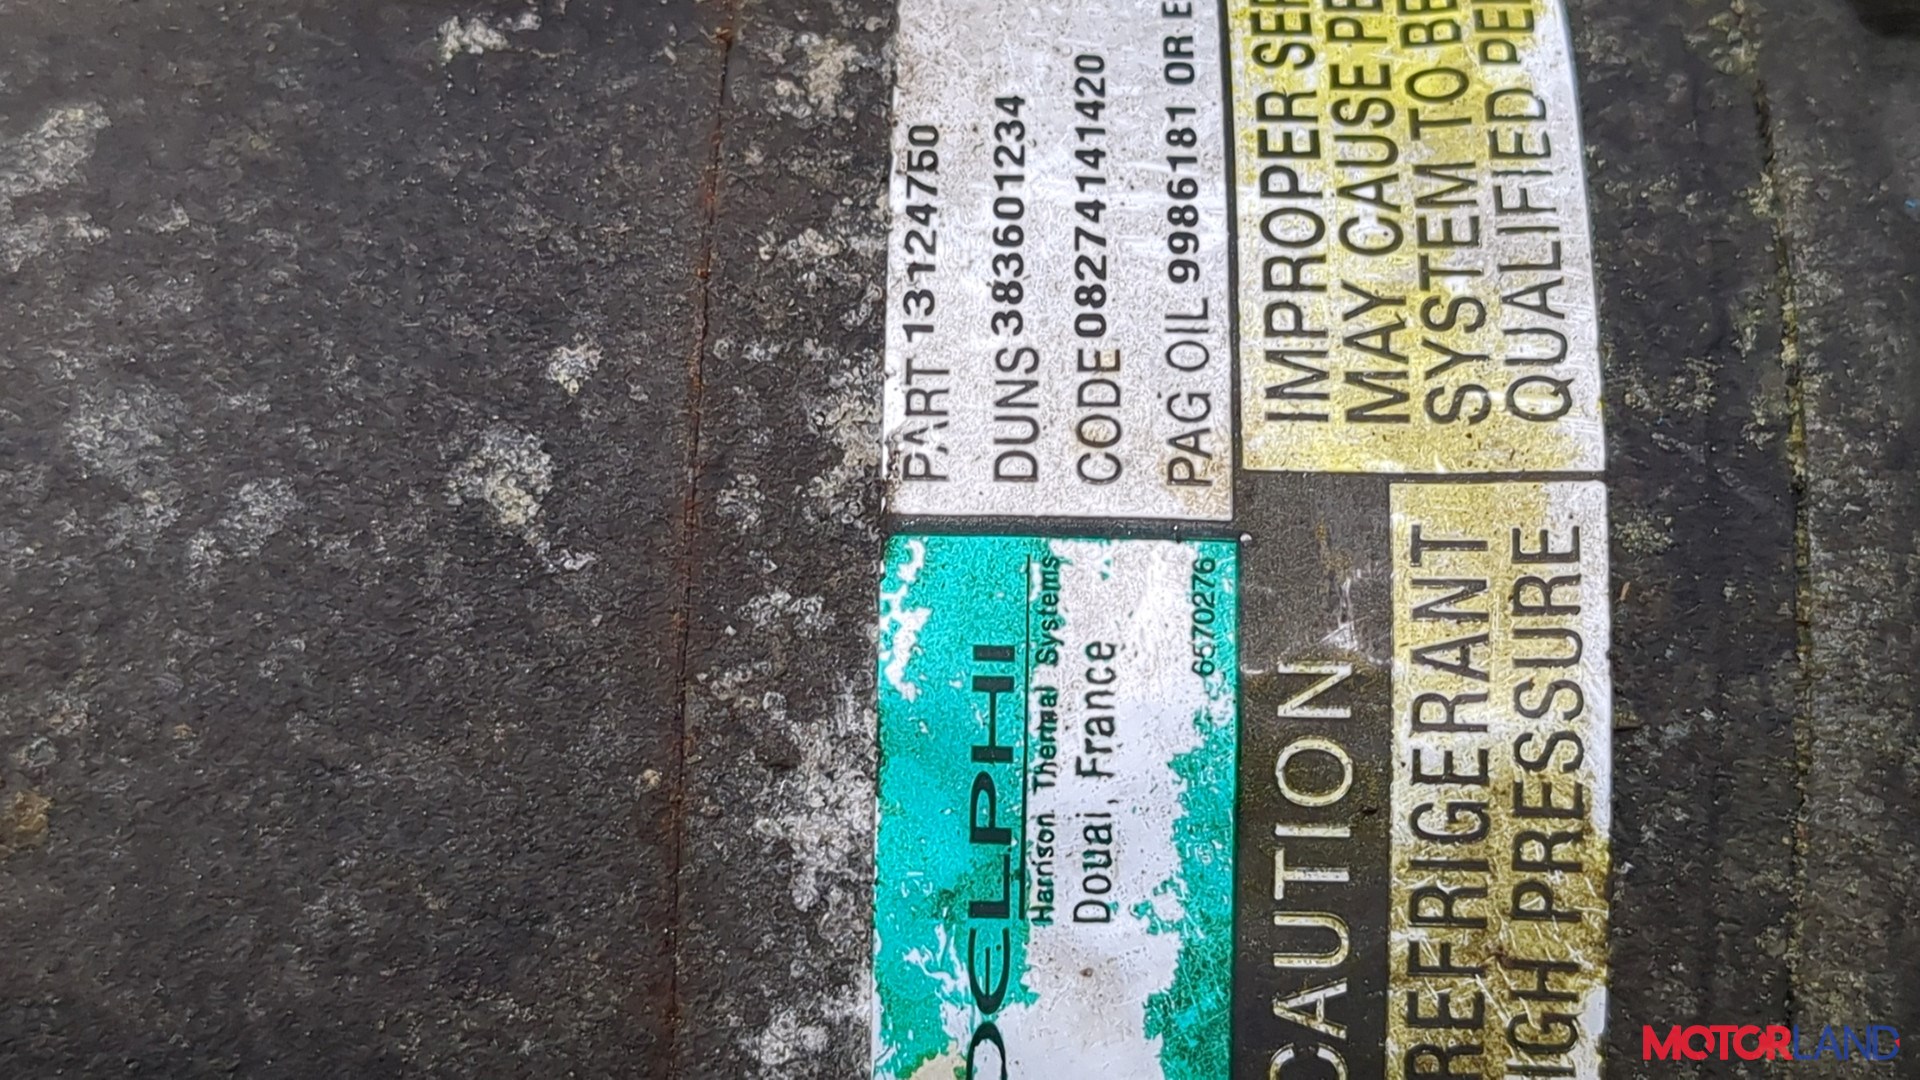 PART 13124750
DUNS 383601234
CODE 08274141420
PAG OIL 9986181 OR
IMPROPER
MAY CAUSE
SYSTEM TO
QUALIFIED
DELPHI
Harrison Thermal Systems
Douai, France
65702276
CAUTION
REFRIGERANT
PRESSURE
MOTORLAND